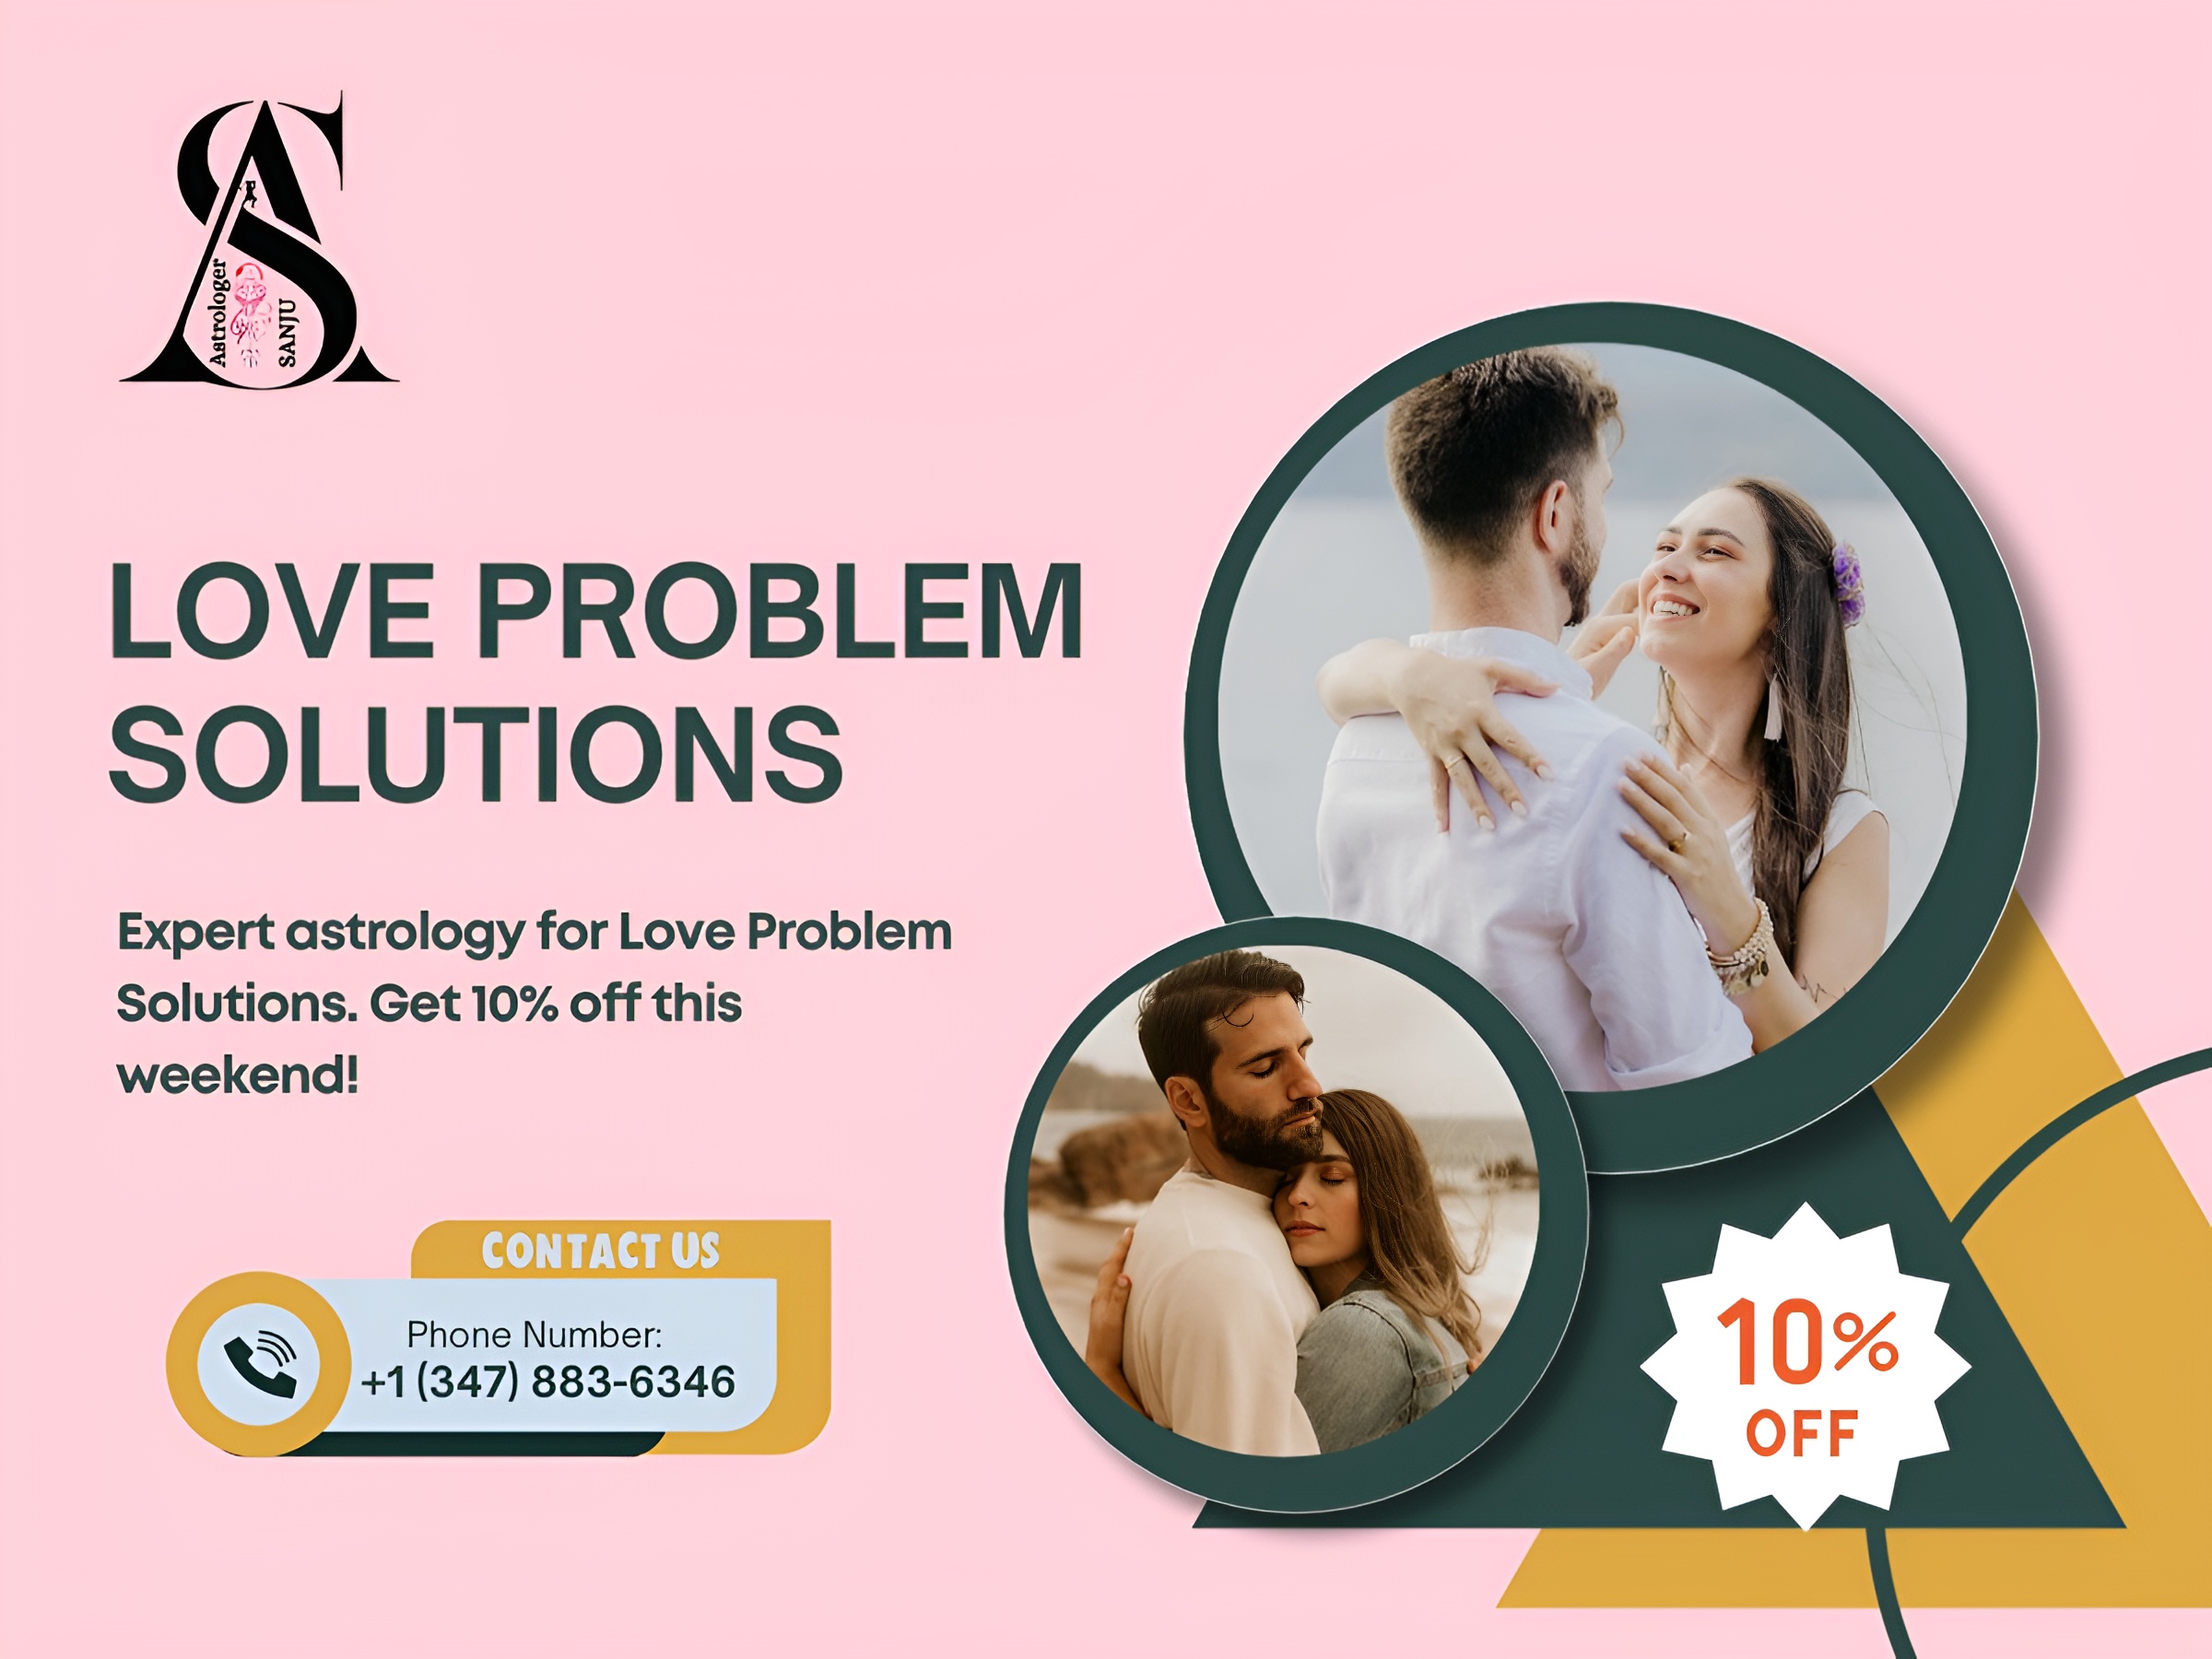 AS
Astrologer
SANJU
LOVE PROBLEM
SOLUTIONS
Expert astrology for Love Problem
Solutions. Get 10% off this
weekend!
CONTACT US
Phone Number:
+1 (347) 883-6346
10%
OFF